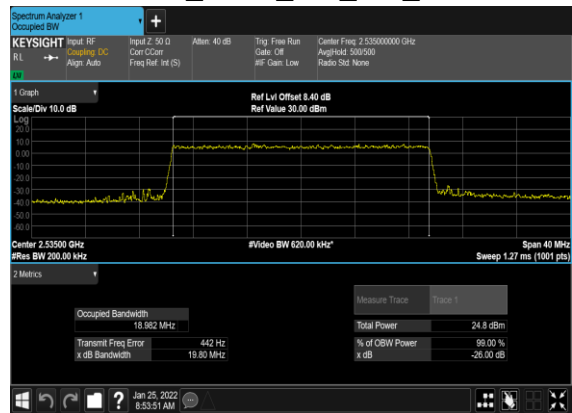 Spectrum Analyzer 1
Occupied BW
+
KEYSIGHT Input: RF Input Z: 50 Ω Atten: 40 dB Trig: Free Run Center Freq: 2.535000000 GHz
RL Coupling: DC Corr CCorr Gate: Off Avg|Hold: 500/500
Align: Auto Freq Ref: Int (S) #IF Gain: Low Radio Std: None
1 Graph Ref Lvl Offset 8.40 dB
Scale/Div 10.0 dB Ref Value 30.00 dBm
Log
20.0
10.0
0.00
-10.0
-20.0
-30.0
-40.0
-50.0
-60.0
Center 2.53500 GHz #Video BW 620.00 kHz* Span 40 MHz
#Res BW 200.00 kHz Sweep 1.27 ms (1001 pts)
2 Metrics
Measure Trace Trace 1
Occupied Bandwidth
18.982 MHz Total Power 24.8 dBm
Transmit Freq Error 442 Hz % of OBW Power 99.00 %
x dB Bandwidth 19.80 MHz x dB -26.00 dB
? Jan 25, 2022
8:53:51 AM